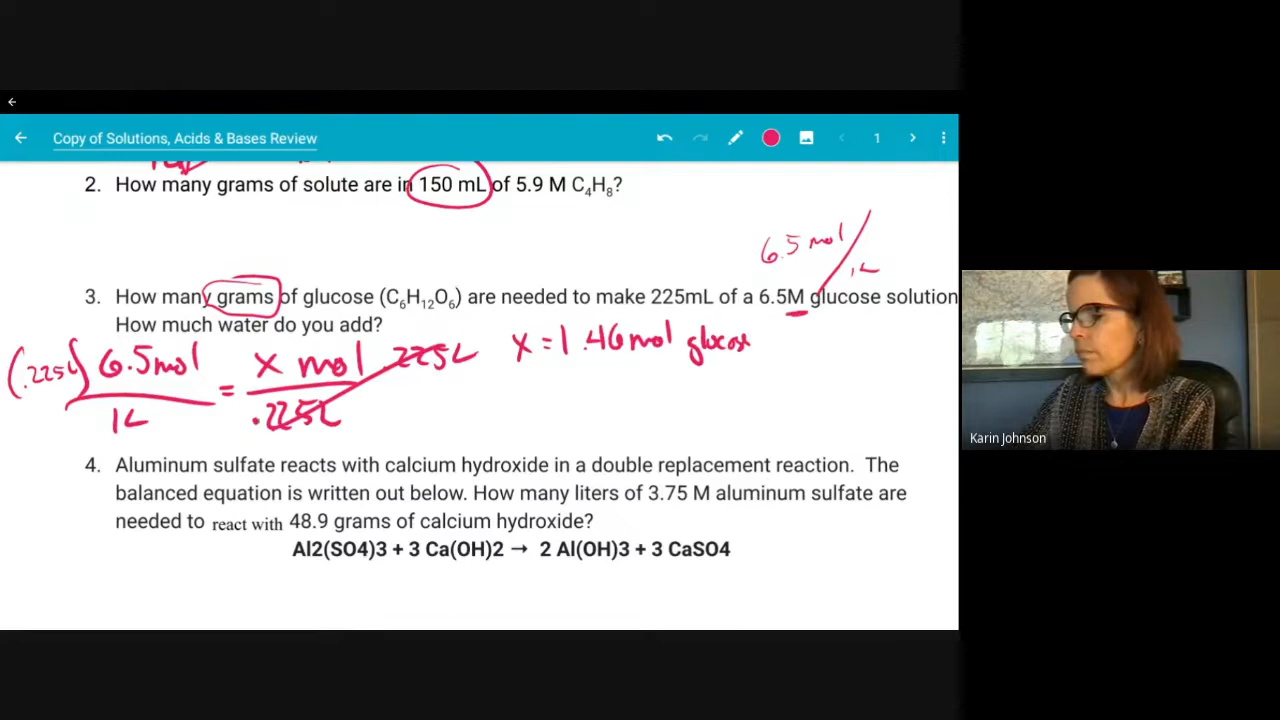 Copy of Solutions, Acids & Bases Review
1
2. How many grams of solute are in 150 mL of 5.9 M C₄H₈?
6.5 mol
1L
3. How many grams of glucose (C₆H₁₂O₆) are needed to make 225mL of a 6.5M glucose solution
How much water do you add?
(.225L) 6.5mol = x mol .225L
1L .225L
x = 1.46 mol glucose
4. Aluminum sulfate reacts with calcium hydroxide in a double replacement reaction. The
balanced equation is written out below. How many liters of 3.75 M aluminum sulfate are
needed to react with 48.9 grams of calcium hydroxide?
Al2(SO4)3 + 3 Ca(OH)2 → 2 Al(OH)3 + 3 CaSO4
Karin Johnson